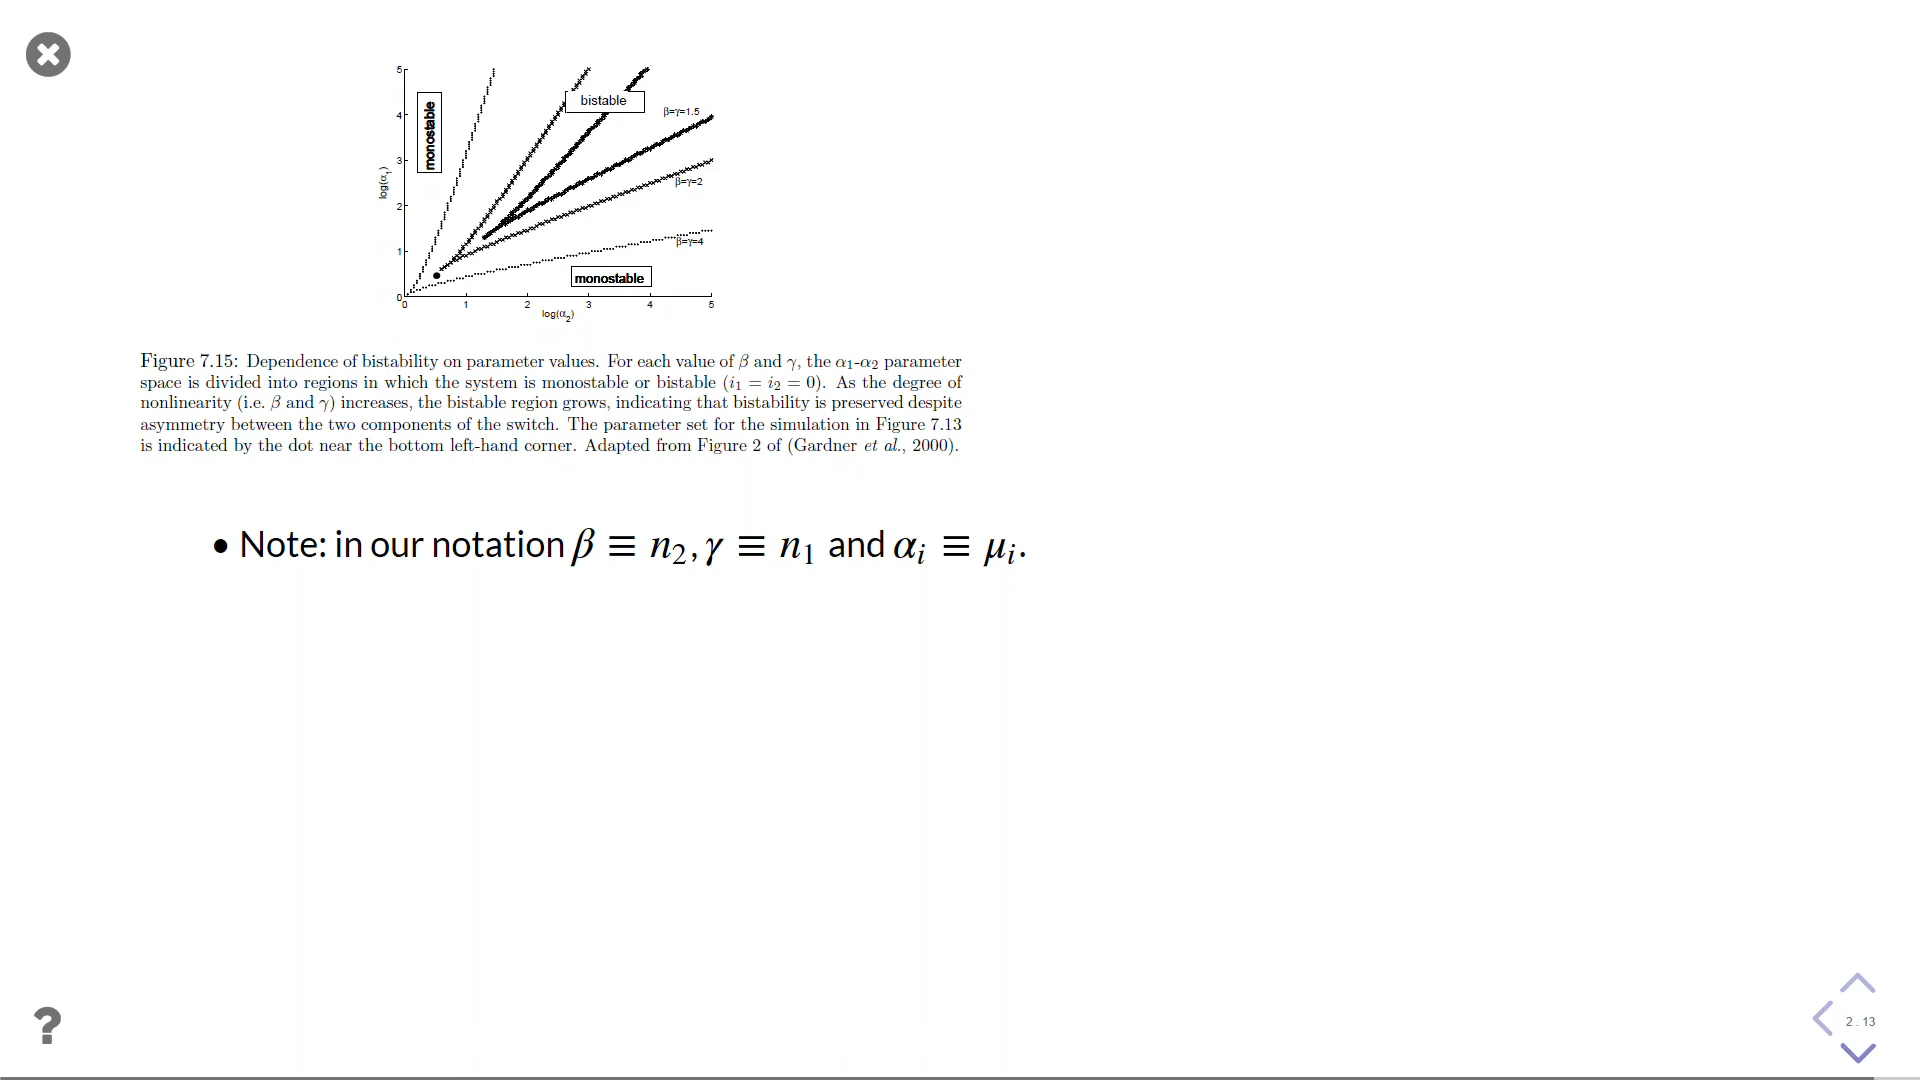 5
4
3
2
1
0
log(α1)
monostable
bistable
β=γ=1.5
β=γ=2
β=γ=4
monostable
0 1 2 3 4 5
log(α2)
Figure 7.15: Dependence of bistability on parameter values. For each value of β and γ, the α1-α2 parameter
space is divided into regions in which the system is monostable or bistable (i1 = i2 = 0). As the degree of
nonlinearity (i.e. β and γ) increases, the bistable region grows, indicating that bistability is preserved despite
asymmetry between the two components of the switch. The parameter set for the simulation in Figure 7.13
is indicated by the dot near the bottom left-hand corner. Adapted from Figure 2 of (Gardner et al., 2000).
• Note: in our notation β ≡ n2, γ ≡ n1 and αi ≡ μi.
?
2.13